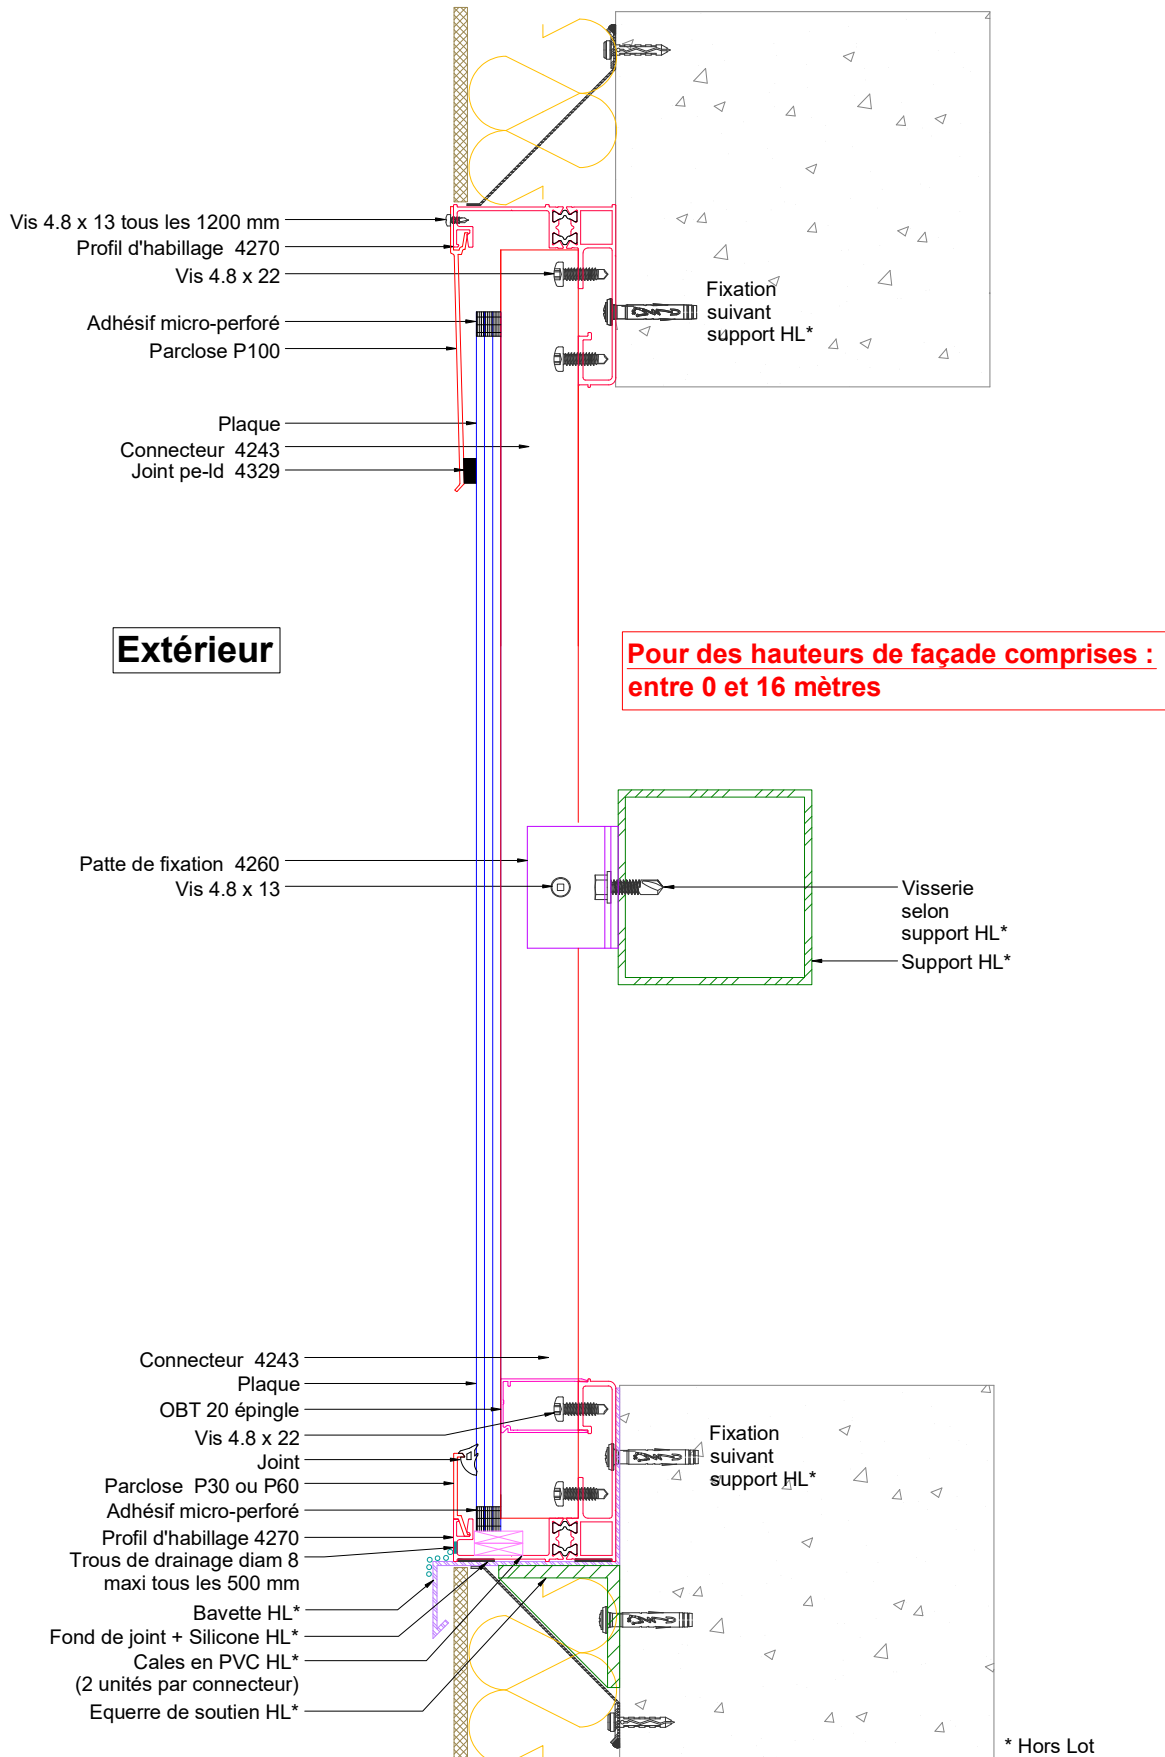 Vis 4.8 x 13 tous les 1200 mm
Profil d'habillage 4270
Vis 4.8 x 22
Adhésif micro-perforé
Parclose P100
Plaque
Connecteur 4243
Joint pe-ld 4329
Fixation
suivant
support HL*
Extérieur
Pour des hauteurs de façade comprises :
entre 0 et 16 mètres
Patte de fixation 4260
Vis 4.8 x 13
Visserie
selon
support HL*
Support HL*
Connecteur 4243
Plaque
OBT 20 épingle
Vis 4.8 x 22
Joint
Parclose P30 ou P60
Adhésif micro-perforé
Profil d'habillage 4270
Trous de drainage diam 8
maxi tous les 500 mm
Bavette HL*
Fond de joint + Silicone HL*
Cales en PVC HL*
(2 unités par connecteur)
Equerre de soutien HL*
Fixation
suivant
support HL*
* Hors Lot